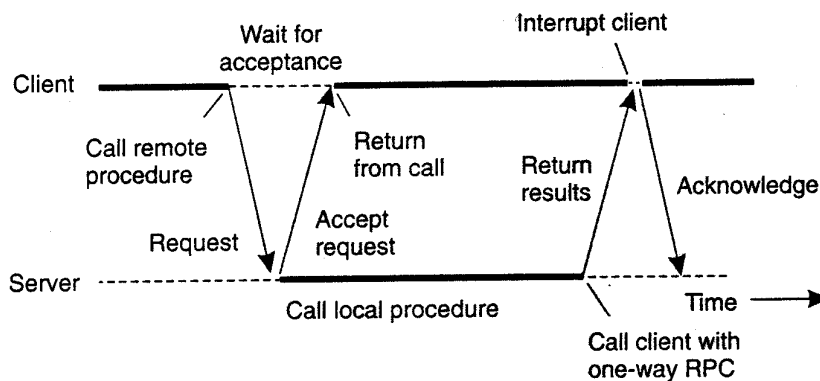 Interrupt client
Wait for
acceptance
Client
Call remote
procedure
Return
from call
Return
results
Acknowledge
Request
Accept
request
Server
Call local procedure
Time
Call client with
one-way RPC